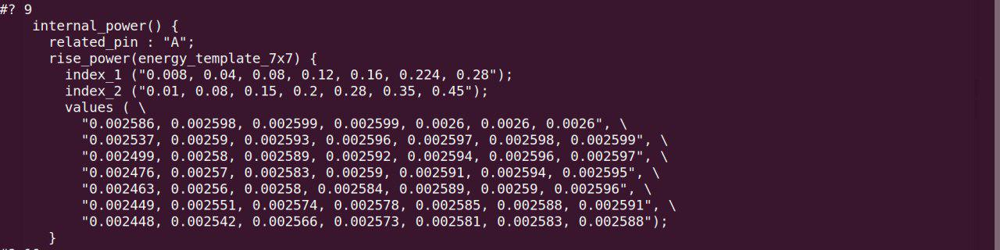 #? 9
internal_power() {
related_pin : "A";
rise_power(energy_template_7x7) {
index_1 ("0.008, 0.04, 0.08, 0.12, 0.16, 0.224, 0.28");
index_2 ("0.01, 0.08, 0.15, 0.2, 0.28, 0.35, 0.45");
values ( \
"0.002586, 0.002598, 0.002599, 0.002599, 0.0026, 0.0026, 0.0026", \
"0.002537, 0.00259, 0.002593, 0.002596, 0.002597, 0.002598, 0.002599", \
"0.002499, 0.00258, 0.002589, 0.002592, 0.002594, 0.002596, 0.002597", \
"0.002476, 0.00257, 0.002583, 0.00259, 0.002591, 0.002594, 0.002595", \
"0.002463, 0.00256, 0.00258, 0.002584, 0.002589, 0.00259, 0.002596", \
"0.002449, 0.002551, 0.002574, 0.002578, 0.002585, 0.002588, 0.002591", \
"0.002448, 0.002542, 0.002566, 0.002573, 0.002581, 0.002583, 0.002588");
}